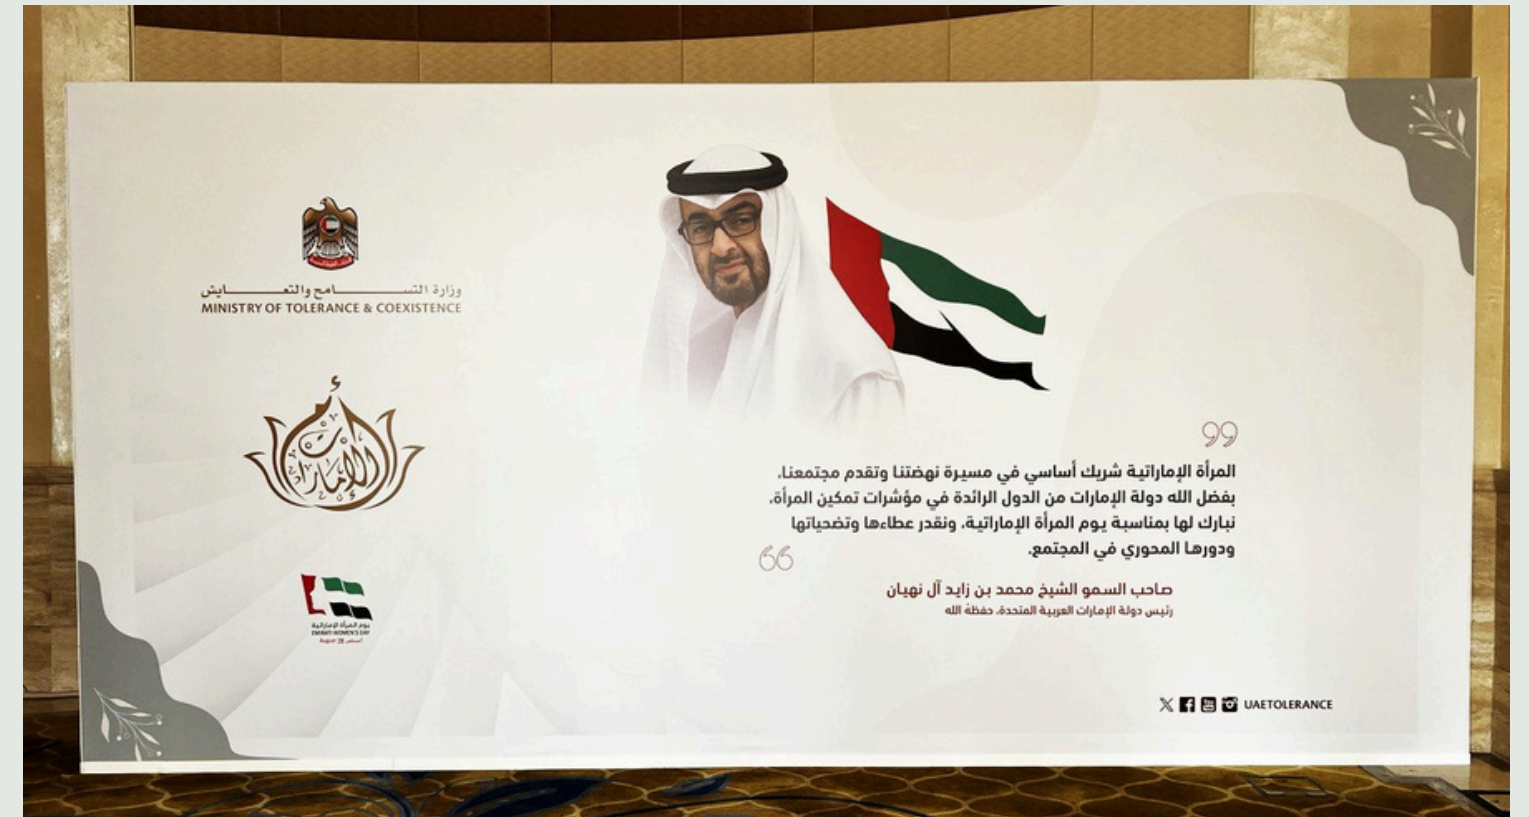 وزارة التسامح والتعايش
MINISTRY OF TOLERANCE & COEXISTENCE
أم الإمارات
يوم المرأة الإماراتية
EMIRATI WOMEN'S DAY
August 28 أغسطس
المرأة الإماراتية شريك أساسي في مسيرة نهضتنا وتقدم مجتمعنا،
بفضل الله دولة الإمارات من الدول الرائدة في مؤشرات تمكين المرأة،
نبارك لها بمناسبة يوم المرأة الإماراتية، ونقدر عطاءها وتضحياتها
ودورها المحوري في المجتمع.
صاحب السمو الشيخ محمد بن زايد آل نهيان
رئيس دولة الإمارات العربية المتحدة، حفظه الله
UAETOLERANCE